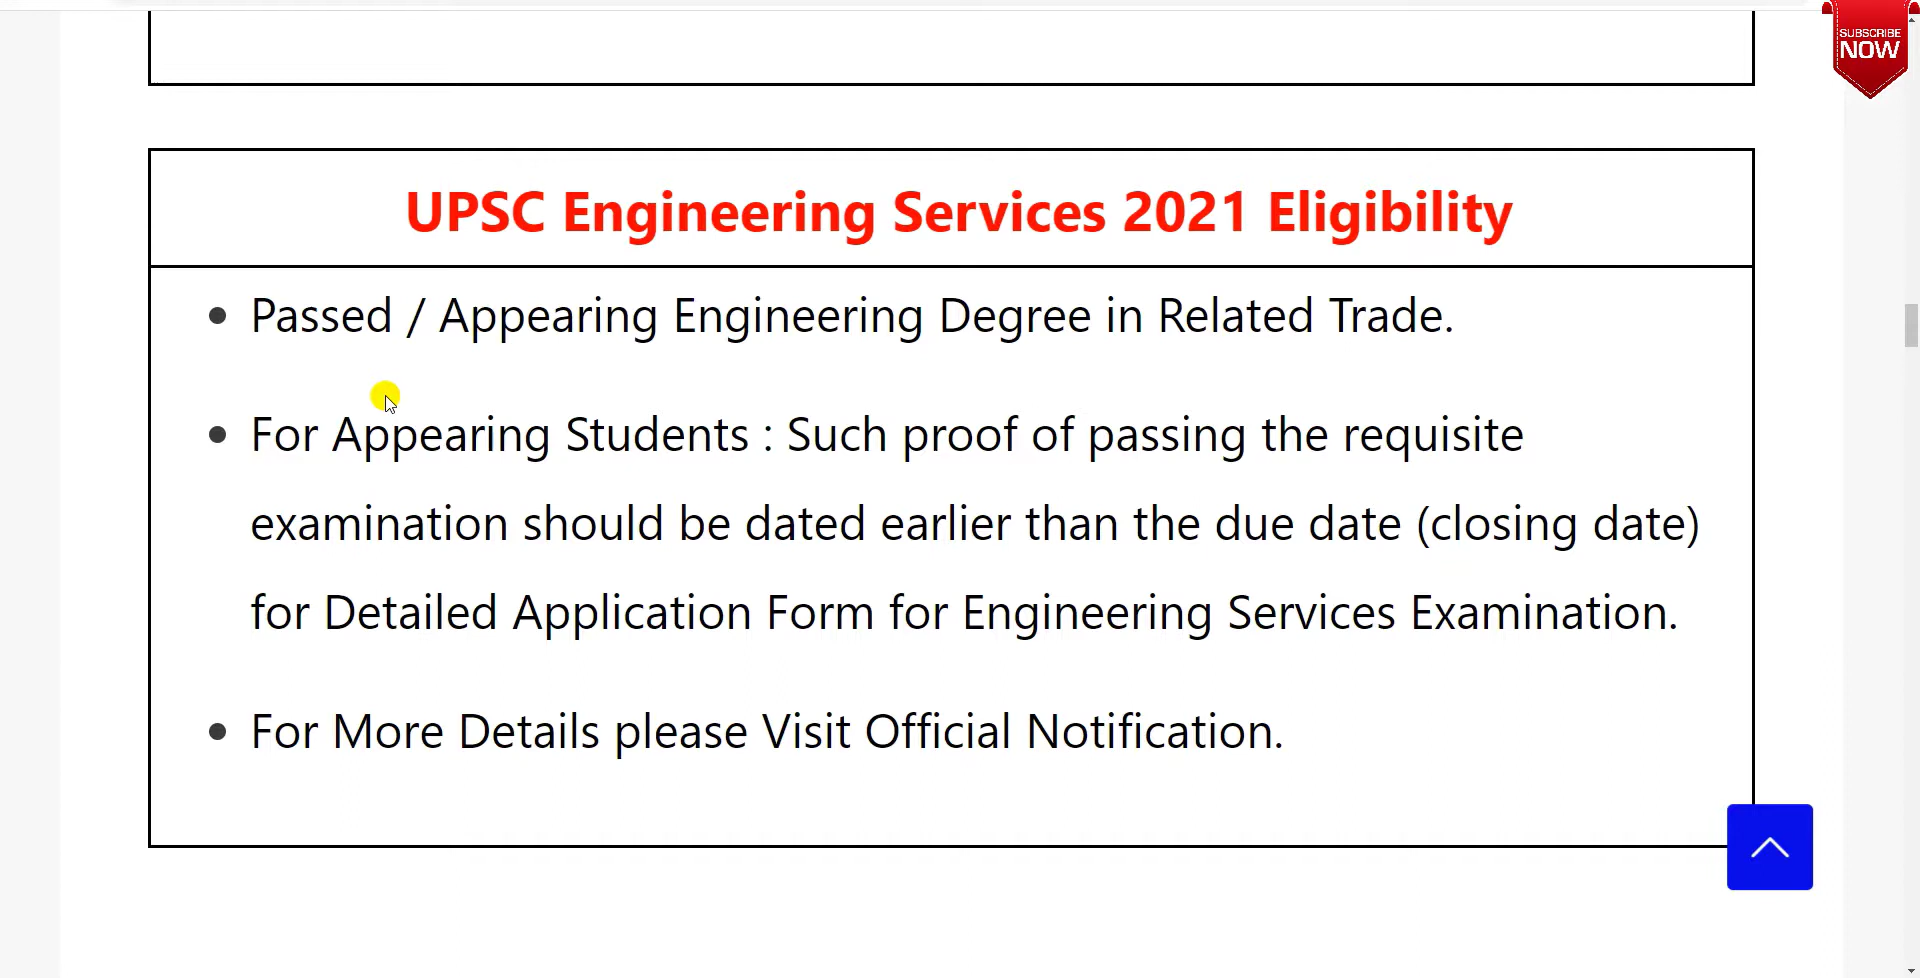 SUBSCRIBE
NOW
UPSC Engineering Services 2021 Eligibility
Passed / Appearing Engineering Degree in Related Trade.
For Appearing Students : Such proof of passing the requisite
examination should be dated earlier than the due date (closing date)
for Detailed Application Form for Engineering Services Examination.
For More Details please Visit Official Notification.